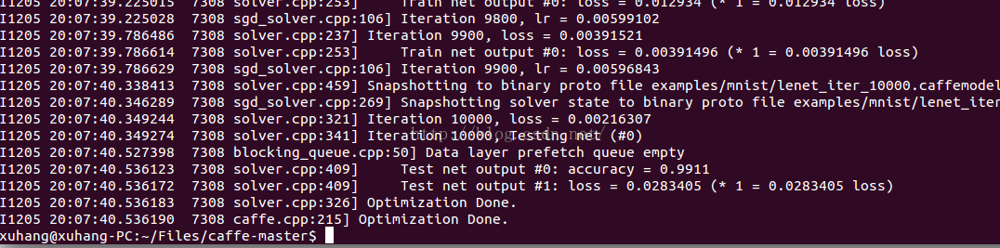 I1205 20:07:39.225015  7308 solver.cpp:253]     Train net output #0: loss = 0.012934 (* 1 = 0.012934 loss)
I1205 20:07:39.225028  7308 sgd_solver.cpp:106] Iteration 9800, lr = 0.00599102
I1205 20:07:39.786486  7308 solver.cpp:237] Iteration 9900, loss = 0.00391521
I1205 20:07:39.786614  7308 solver.cpp:253]     Train net output #0: loss = 0.00391496 (* 1 = 0.00391496 loss)
I1205 20:07:39.786629  7308 sgd_solver.cpp:106] Iteration 9900, lr = 0.00596843
I1205 20:07:40.338413  7308 solver.cpp:459] Snapshotting to binary proto file examples/mnist/lenet_iter_10000.caffemodel
I1205 20:07:40.346289  7308 sgd_solver.cpp:269] Snapshotting solver state to binary proto file examples/mnist/lenet_iter
I1205 20:07:40.349244  7308 solver.cpp:321] Iteration 10000, loss = 0.00216307
I1205 20:07:40.349274  7308 solver.cpp:341] Iteration 10000, Testing net (#0)
http://blog.csdn.net/
I1205 20:07:40.527398  7308 blocking_queue.cpp:50] Data layer prefetch queue empty
I1205 20:07:40.536123  7308 solver.cpp:409]     Test net output #0: accuracy = 0.9911
I1205 20:07:40.536172  7308 solver.cpp:409]     Test net output #1: loss = 0.0283405 (* 1 = 0.0283405 loss)
I1205 20:07:40.536183  7308 solver.cpp:326] Optimization Done.
I1205 20:07:40.536190  7308 caffe.cpp:215] Optimization Done.
xuhang@xuhang-PC:~/Files/caffe-master$